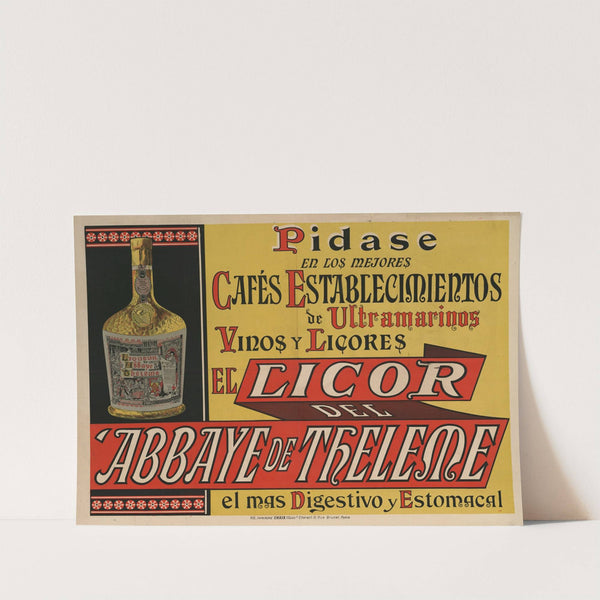 Pidase
EN LOS MEJORES
CAFÉS ESTABLECIMIENTOS
de Ultramarinos
VINOS Y LIÇORES
EL LICOR
DEL
'ABBAYE DE THELEME
el mas Digestivo y Estomacal